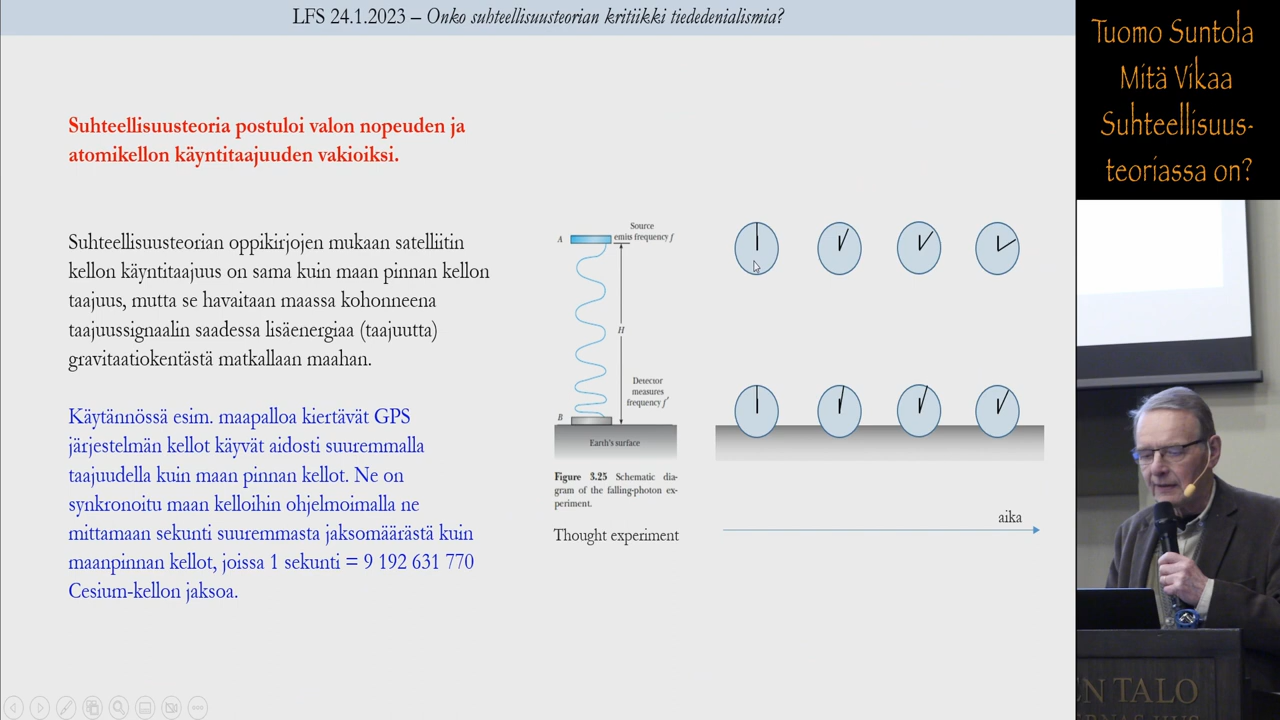 LFS 24.1.2023 – Onko suhteellisuusteorian kritiikki tiededenialismia?
Suhteellisuusteoria postuloi valon nopeuden ja
atomikellon käyntitaajuuden vakioiksi.
Suhteellisuusteorian oppikirjojen mukaan satelliitin
kellon käyntitaajuus on sama kuin maan pinnan kellon
taajuus, mutta se havaitaan maassa kohonneena
taajuussignaalin saadessa lisäenergiaa (taajuutta)
gravitaatiokentästä matkallaan maahan.
Käytännössä esim. maapalloa kiertävät GPS
järjestelmän kellot käyvät aidosti suuremmalla
taajuudella kuin maan pinnan kellot. Ne on
synkronoitu maan kelloihin ohjelmoimalla ne
mittamaan sekunti suuremmasta jaksomäärästä kuin
maanpinnan kellot, joissa 1 sekunti = 9 192 631 770
Cesium-kellon jaksoa.
A
Source
emits frequency f
H
Detector
measures
frequency f'
B
Earth's surface
Figure 3.25 Schematic dia-
gram of the falling-photon ex-
periment.
Thought experiment
aika
Tuomo Suntola
Mitä Vikaa
Suhteellisuus-
teoriassa on?
EN TALO